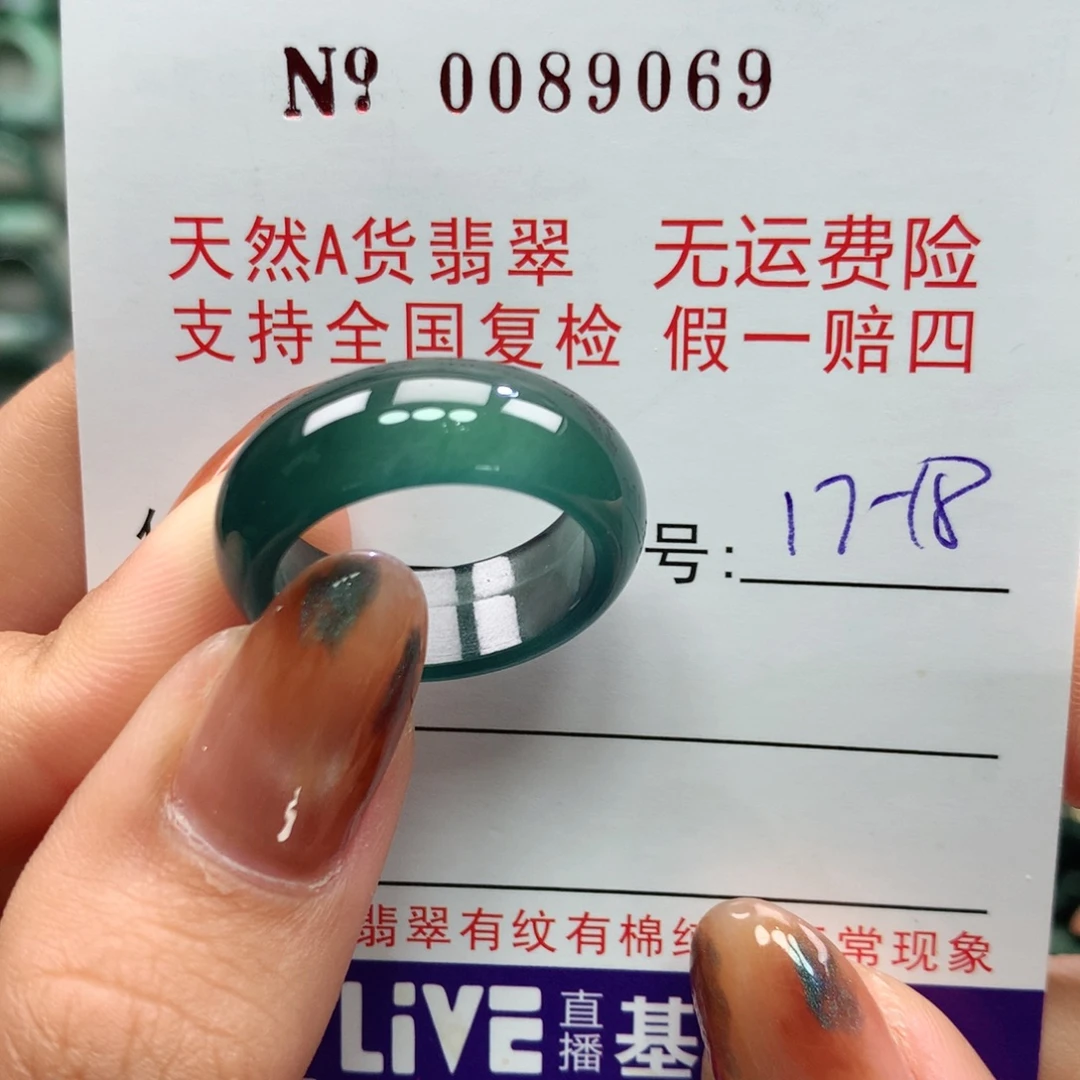 Nº 0089069
天然A货翡翠 无运费险
支持全国复检 假一赔四
号: 17-18
翡翠有纹有棉 常现象
LiVE 直播 基